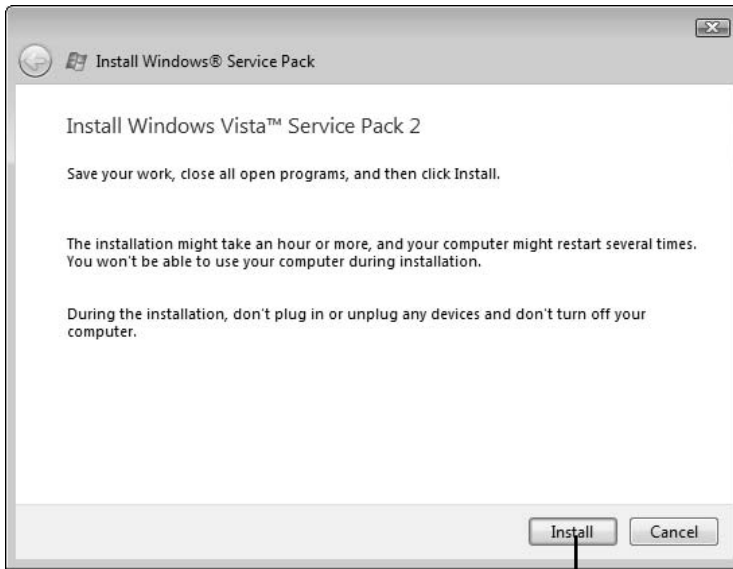 Install Windows® Service Pack
Install Windows Vista™ Service Pack 2
Save your work, close all open programs, and then click Install.
The installation might take an hour or more, and your computer might restart several times.
You won't be able to use your computer during installation.
During the installation, don't plug in or unplug any devices and don't turn off your
computer.
Install
Cancel